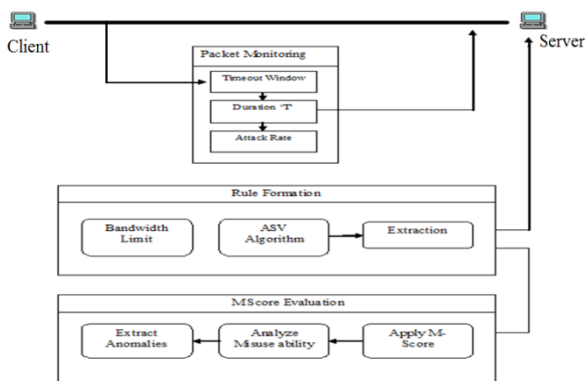 Client
Server
Packet Monitoring
Timeout Window
Duration 'T'
Attack Rate
Rule Formation
Bandwidth
Limit
ASV
Algorithm
Extraction
MScore Evaluation
Extract
Anomalies
Analyze
Misuse ability
Apply M-
Score